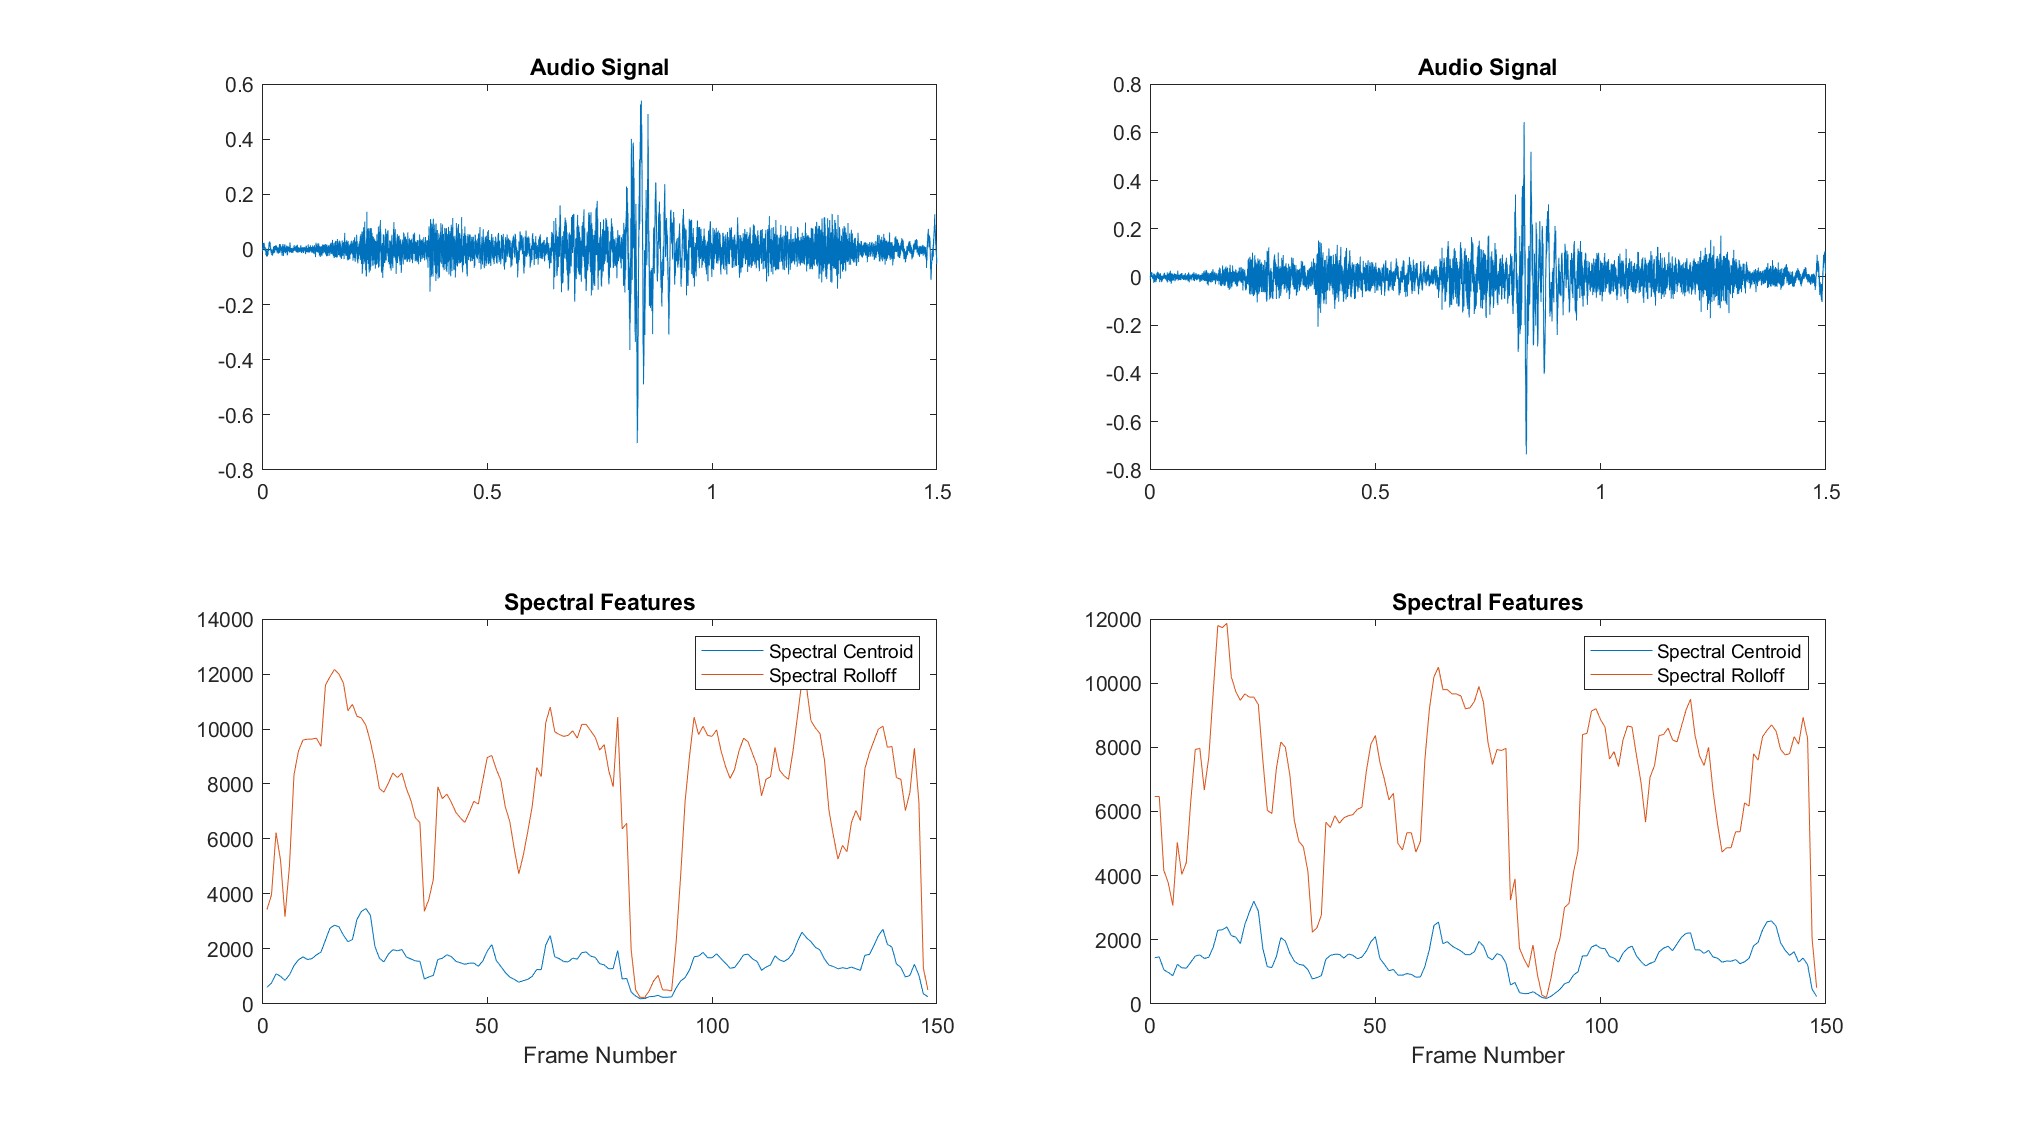 Audio Signal
0.6
0.4
0.2
0
-0.2
-0.4
-0.6
-0.8
0 0.5 1 1.5
Audio Signal
0.8
0.6
0.4
0.2
0
-0.2
-0.4
-0.6
-0.8
0 0.5 1 1.5
Spectral Features
14000
12000
10000
8000
6000
4000
2000
0
Spectral Centroid
Spectral Rolloff
0 50 100 150
Frame Number
Spectral Features
12000
10000
8000
6000
4000
2000
0
Spectral Centroid
Spectral Rolloff
0 50 100 150
Frame Number